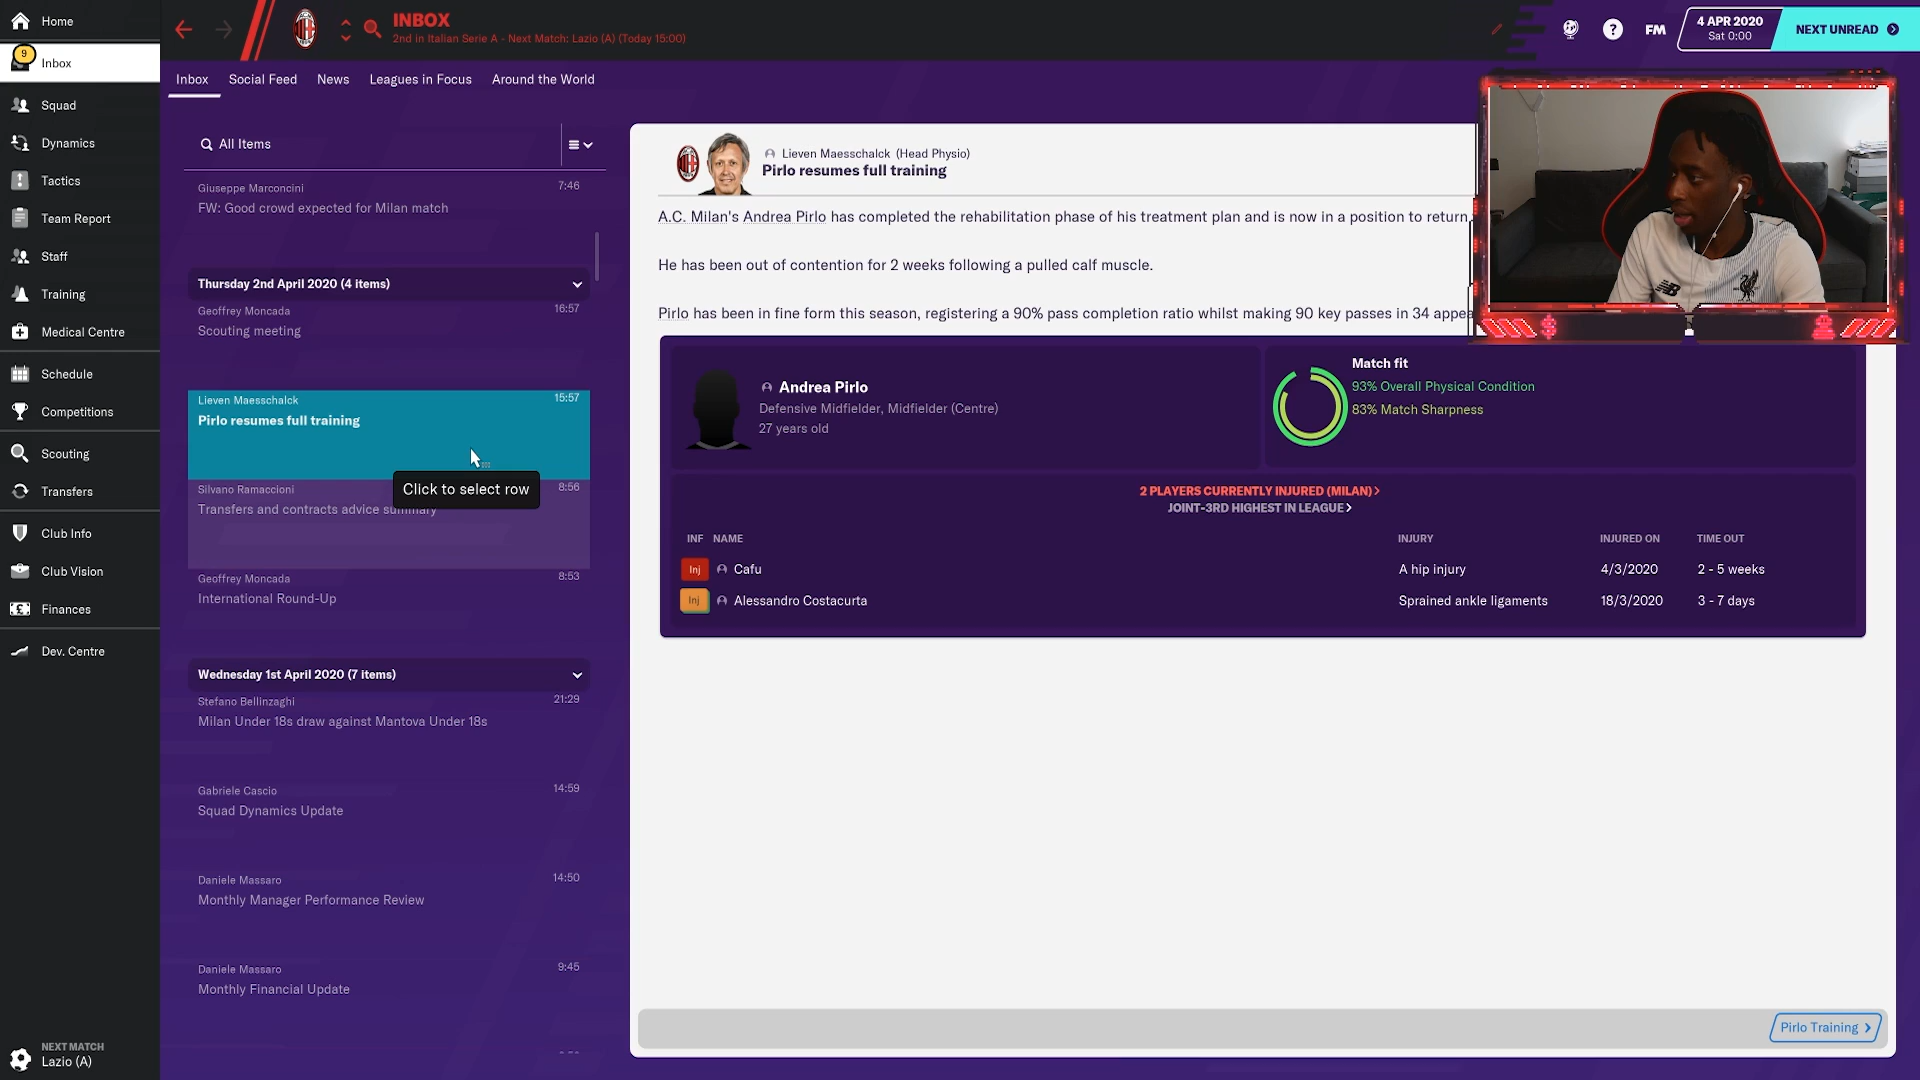 Home
9
Inbox
Squad
Dynamics
Tactics
Team Report
Staff
Training
Medical Centre
Schedule
Competitions
Scouting
Transfers
Club Info
Club Vision
Finances
Dev. Centre
NEXT MATCH
Lazio (A)
INBOX
2nd in Italian Serie A - Next Match: Lazio (A) (Today 15:00)
FM
4 APR 2020
Sat 0:00
NEXT UNREAD
Inbox Social Feed News Leagues in Focus Around the World
All Items
Giuseppe Marconcini 7:46
FW: Good crowd expected for Milan match
Thursday 2nd April 2020 (4 items)
Geoffrey Moncada 16:57
Scouting meeting
Lieven Maesschalck 15:57
Pirlo resumes full training
Click to select row
Silvano Ramaccioni 8:56
Transfers and contracts advice summary
Geoffrey Moncada 8:53
International Round-Up
Wednesday 1st April 2020 (7 items)
Stefano Bellinzaghi 21:29
Milan Under 18s draw against Mantova Under 18s
Gabriele Cascio 14:59
Squad Dynamics Update
Daniele Massaro 14:50
Monthly Manager Performance Review
Daniele Massaro 9:45
Monthly Financial Update
Lieven Maesschalck (Head Physio)
Pirlo resumes full training
A.C. Milan's Andrea Pirlo has completed the rehabilitation phase of his treatment plan and is now in a position to return
He has been out of contention for 2 weeks following a pulled calf muscle.
Pirlo has been in fine form this season, registering a 90% pass completion ratio whilst making 90 key passes in 34 appea
Andrea Pirlo
Defensive Midfielder, Midfielder (Centre)
27 years old
Match fit
93% Overall Physical Condition
83% Match Sharpness
2 PLAYERS CURRENTLY INJURED (MILAN)
JOINT-3RD HIGHEST IN LEAGUE
INF NAME INJURY INJURED ON TIME OUT
Inj Cafu A hip injury 4/3/2020 2 - 5 weeks
Inj Alessandro Costacurta Sprained ankle ligaments 18/3/2020 3 - 7 days
Pirlo Training